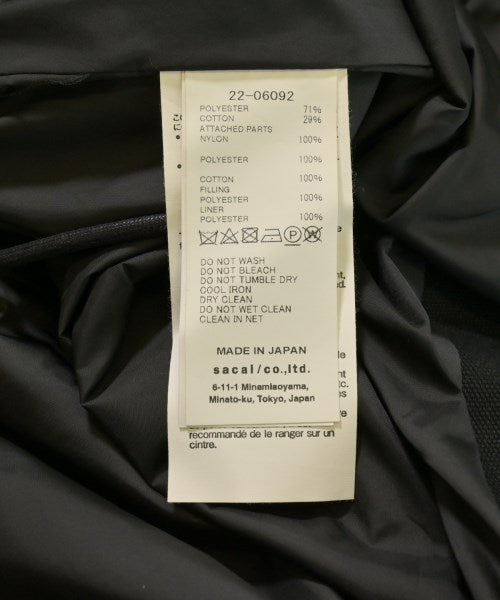 22-06092
POLYESTER 71%
COTTON 29%
ATTACHED PARTS
NYLON 100%
POLYESTER 100%
COTTON 100%
FILLING
POLYESTER 100%
LINER
POLYESTER 100%
DO NOT WASH
DO NOT BLEACH
DO NOT TUMBLE DRY
COOL IRON
DRY CLEAN
DO NOT WET CLEAN
CLEAN IN NET
MADE IN JAPAN
sacai/co.,ltd.
6-11-1 Minamiaoyama,
Minato-ku, Tokyo, Japan
recommandé de le ranger sur un
cintre.